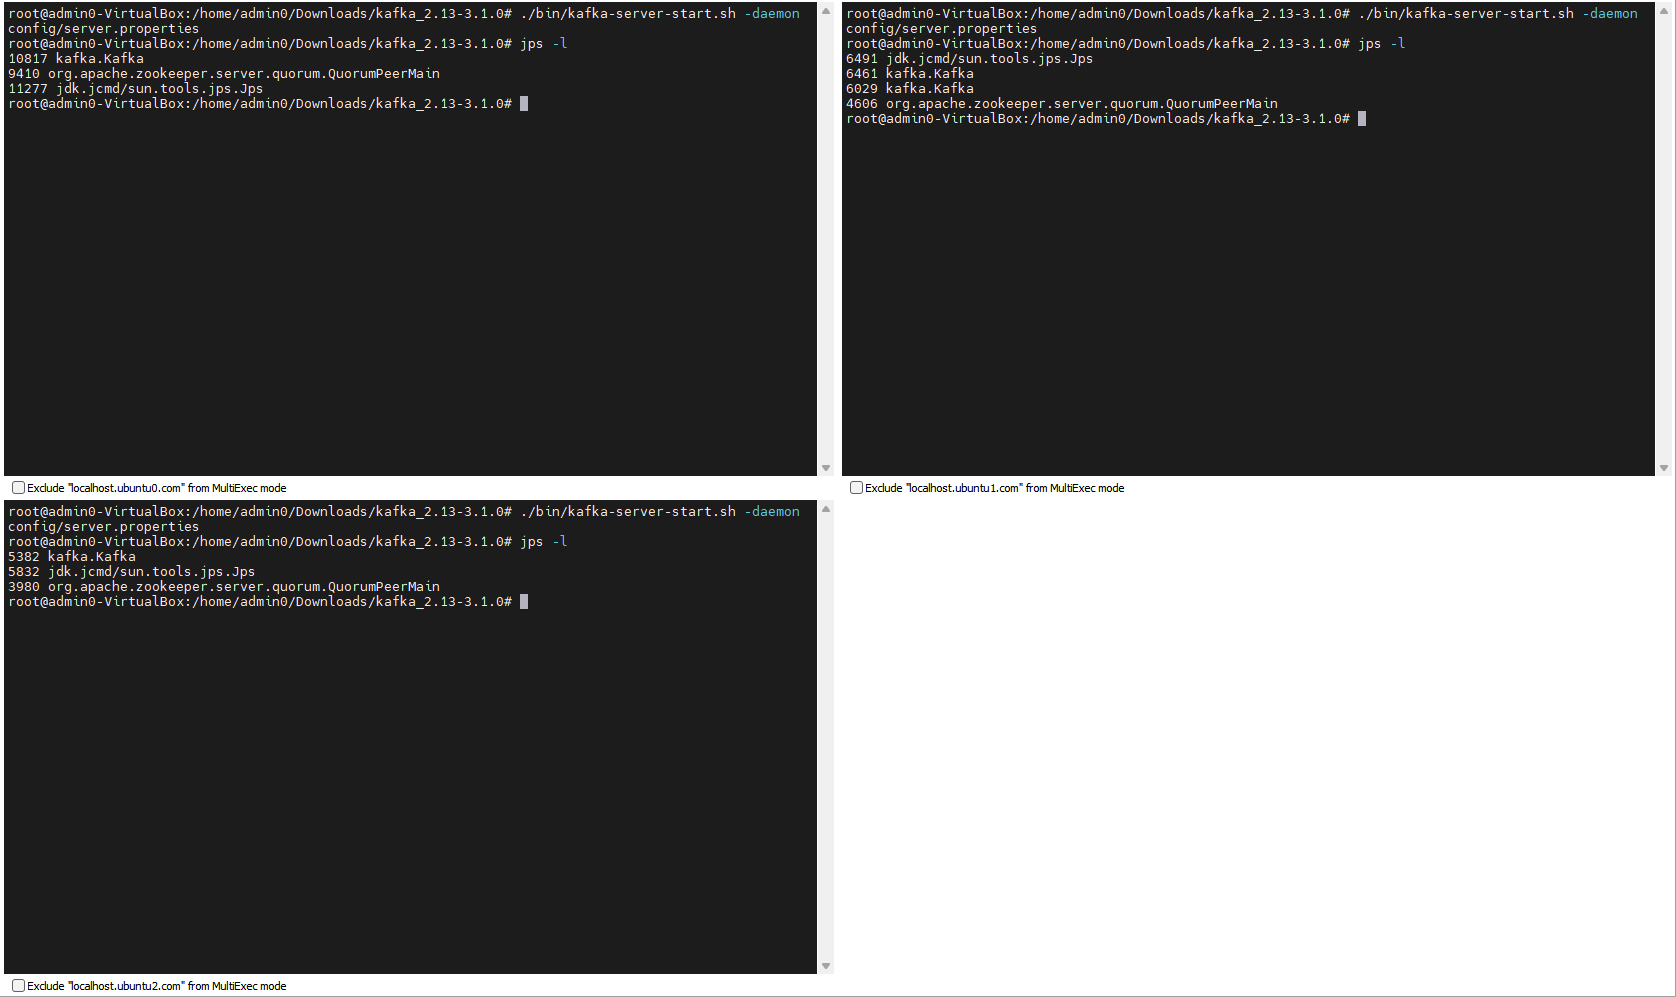 root@admin0-VirtualBox:/home/admin0/Downloads/kafka_2.13-3.1.0# ./bin/kafka-server-start.sh -daemon
config/server.properties
root@admin0-VirtualBox:/home/admin0/Downloads/kafka_2.13-3.1.0# jps -l
10817 kafka.Kafka
9410 org.apache.zookeeper.server.quorum.QuorumPeerMain
11277 jdk.jcmd/sun.tools.jps.Jps
root@admin0-VirtualBox:/home/admin0/Downloads/kafka_2.13-3.1.0#
Exclude "localhost.ubuntu0.com" from MultiExec mode
root@admin0-VirtualBox:/home/admin0/Downloads/kafka_2.13-3.1.0# ./bin/kafka-server-start.sh -daemon
config/server.properties
root@admin0-VirtualBox:/home/admin0/Downloads/kafka_2.13-3.1.0# jps -l
6491 jdk.jcmd/sun.tools.jps.Jps
6461 kafka.Kafka
6029 kafka.Kafka
4606 org.apache.zookeeper.server.quorum.QuorumPeerMain
root@admin0-VirtualBox:/home/admin0/Downloads/kafka_2.13-3.1.0#
Exclude "localhost.ubuntu1.com" from MultiExec mode
root@admin0-VirtualBox:/home/admin0/Downloads/kafka_2.13-3.1.0# ./bin/kafka-server-start.sh -daemon
config/server.properties
root@admin0-VirtualBox:/home/admin0/Downloads/kafka_2.13-3.1.0# jps -l
5382 kafka.Kafka
5832 jdk.jcmd/sun.tools.jps.Jps
3980 org.apache.zookeeper.server.quorum.QuorumPeerMain
root@admin0-VirtualBox:/home/admin0/Downloads/kafka_2.13-3.1.0#
Exclude "localhost.ubuntu2.com" from MultiExec mode